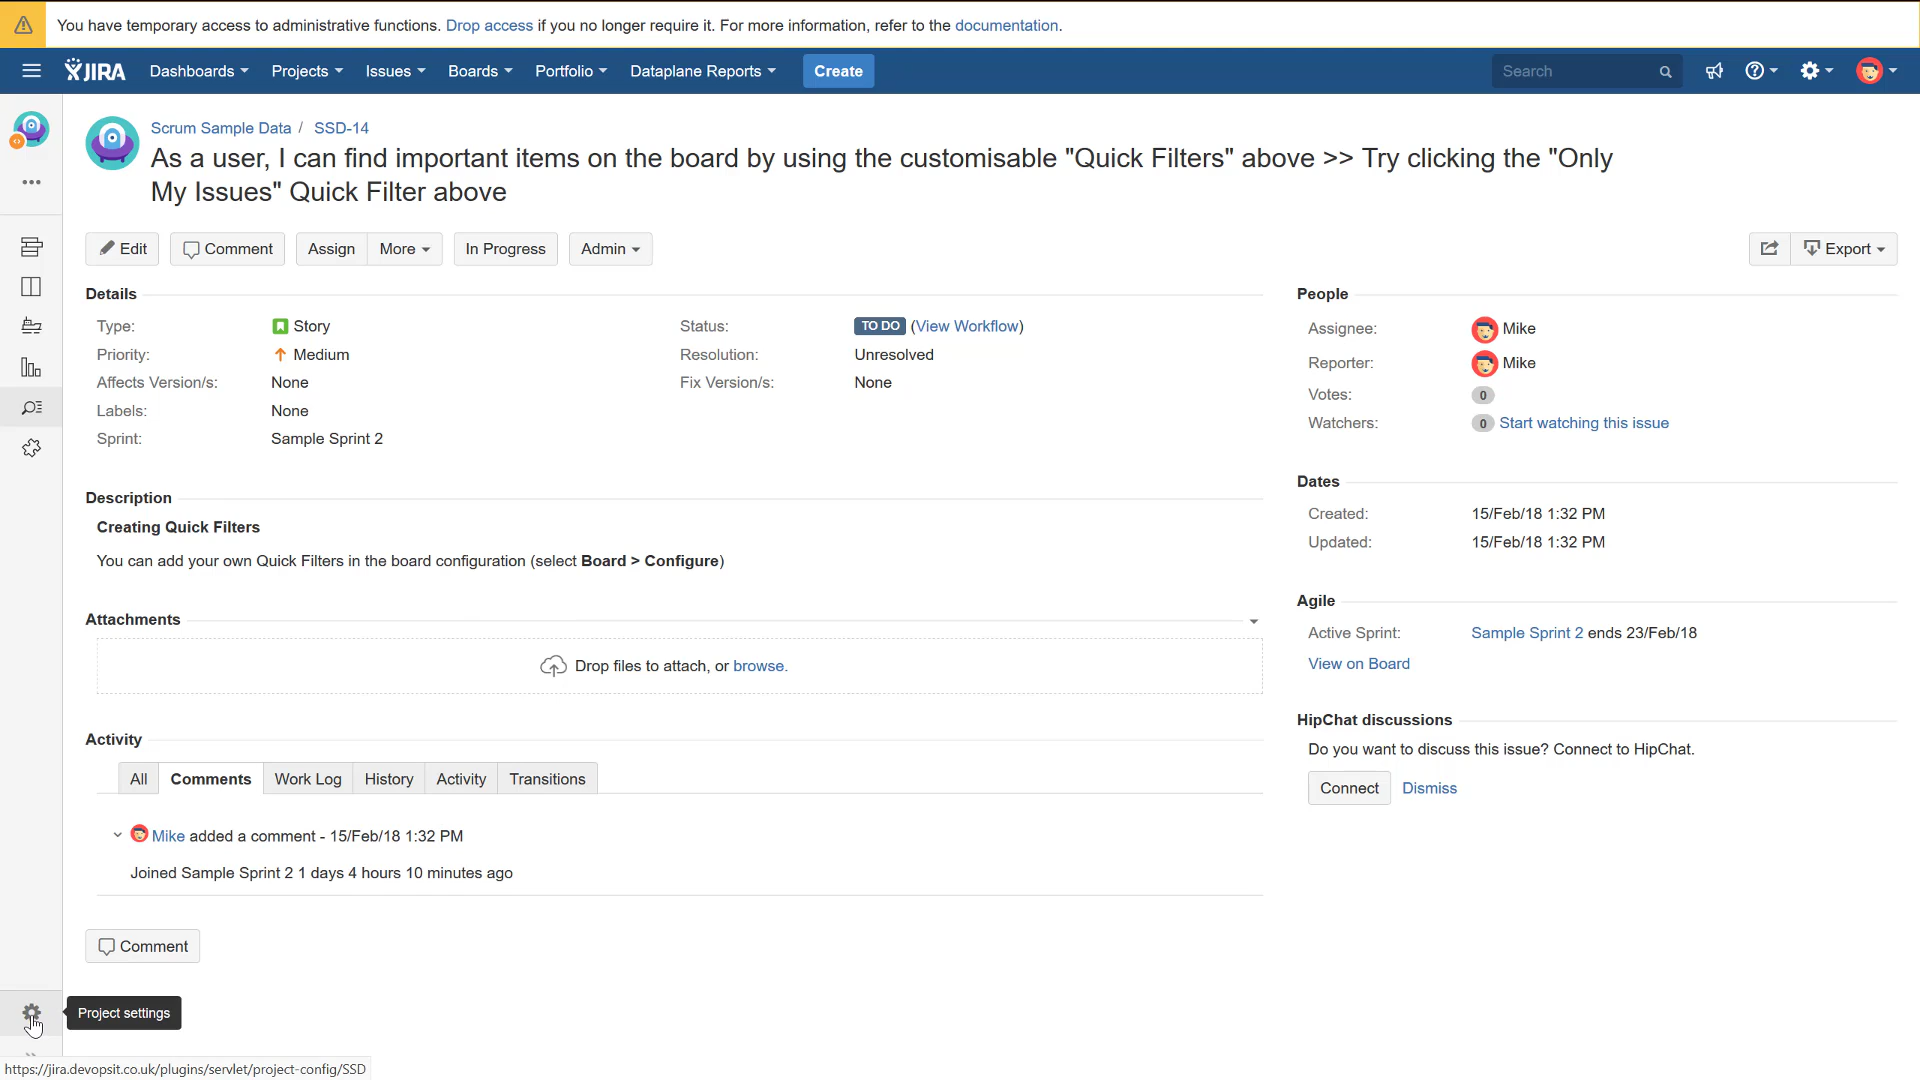 You have temporary access to administrative functions. Drop access if you no longer require it. For more information, refer to the documentation.
JIRA Dashboards Projects Issues Boards Portfolio Dataplane Reports Create Search
Scrum Sample Data / SSD-14
As a user, I can find important items on the board by using the customisable "Quick Filters" above >> Try clicking the "Only
My Issues" Quick Filter above
Edit Comment Assign More In Progress Admin Export
Details
Type: Story Status: TO DO (View Workflow)
Priority: Medium Resolution: Unresolved
Affects Version/s: None Fix Version/s: None
Labels: None
Sprint: Sample Sprint 2
People
Assignee: Mike
Reporter: Mike
Votes: 0
Watchers: 0 Start watching this issue
Dates
Created: 15/Feb/18 1:32 PM
Updated: 15/Feb/18 1:32 PM
Description
Creating Quick Filters
You can add your own Quick Filters in the board configuration (select Board > Configure)
Agile
Active Sprint: Sample Sprint 2 ends 23/Feb/18
View on Board
Attachments
Drop files to attach, or browse.
HipChat discussions
Do you want to discuss this issue? Connect to HipChat.
Connect Dismiss
Activity
All Comments Work Log History Activity Transitions
Mike added a comment - 15/Feb/18 1:32 PM
Joined Sample Sprint 2 1 days 4 hours 10 minutes ago
Comment
Project settings
https://jira.devopsit.co.uk/plugins/servlet/project-config/SSD